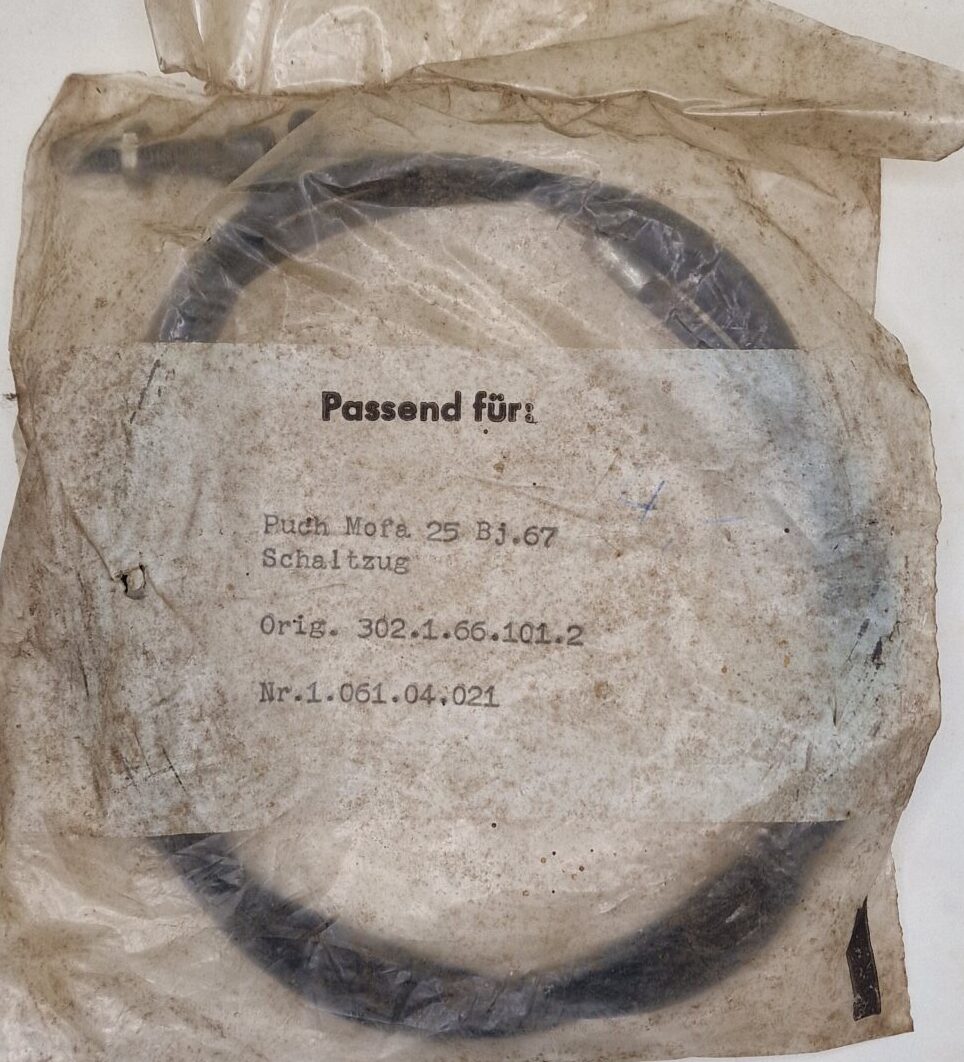 Passend für:
Puch Mofa 25 Bj.67
Schaltzug
Orig. 302.1.66.101.2
Nr.1.061.04.021